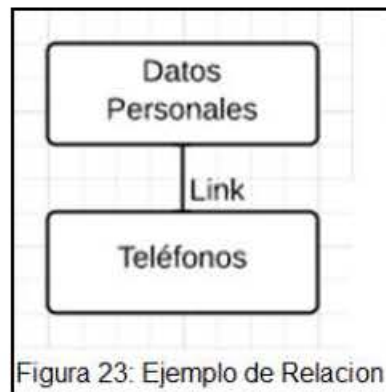 Datos
Personales
Link
Teléfonos
Figura 23: Ejemplo de Relacion